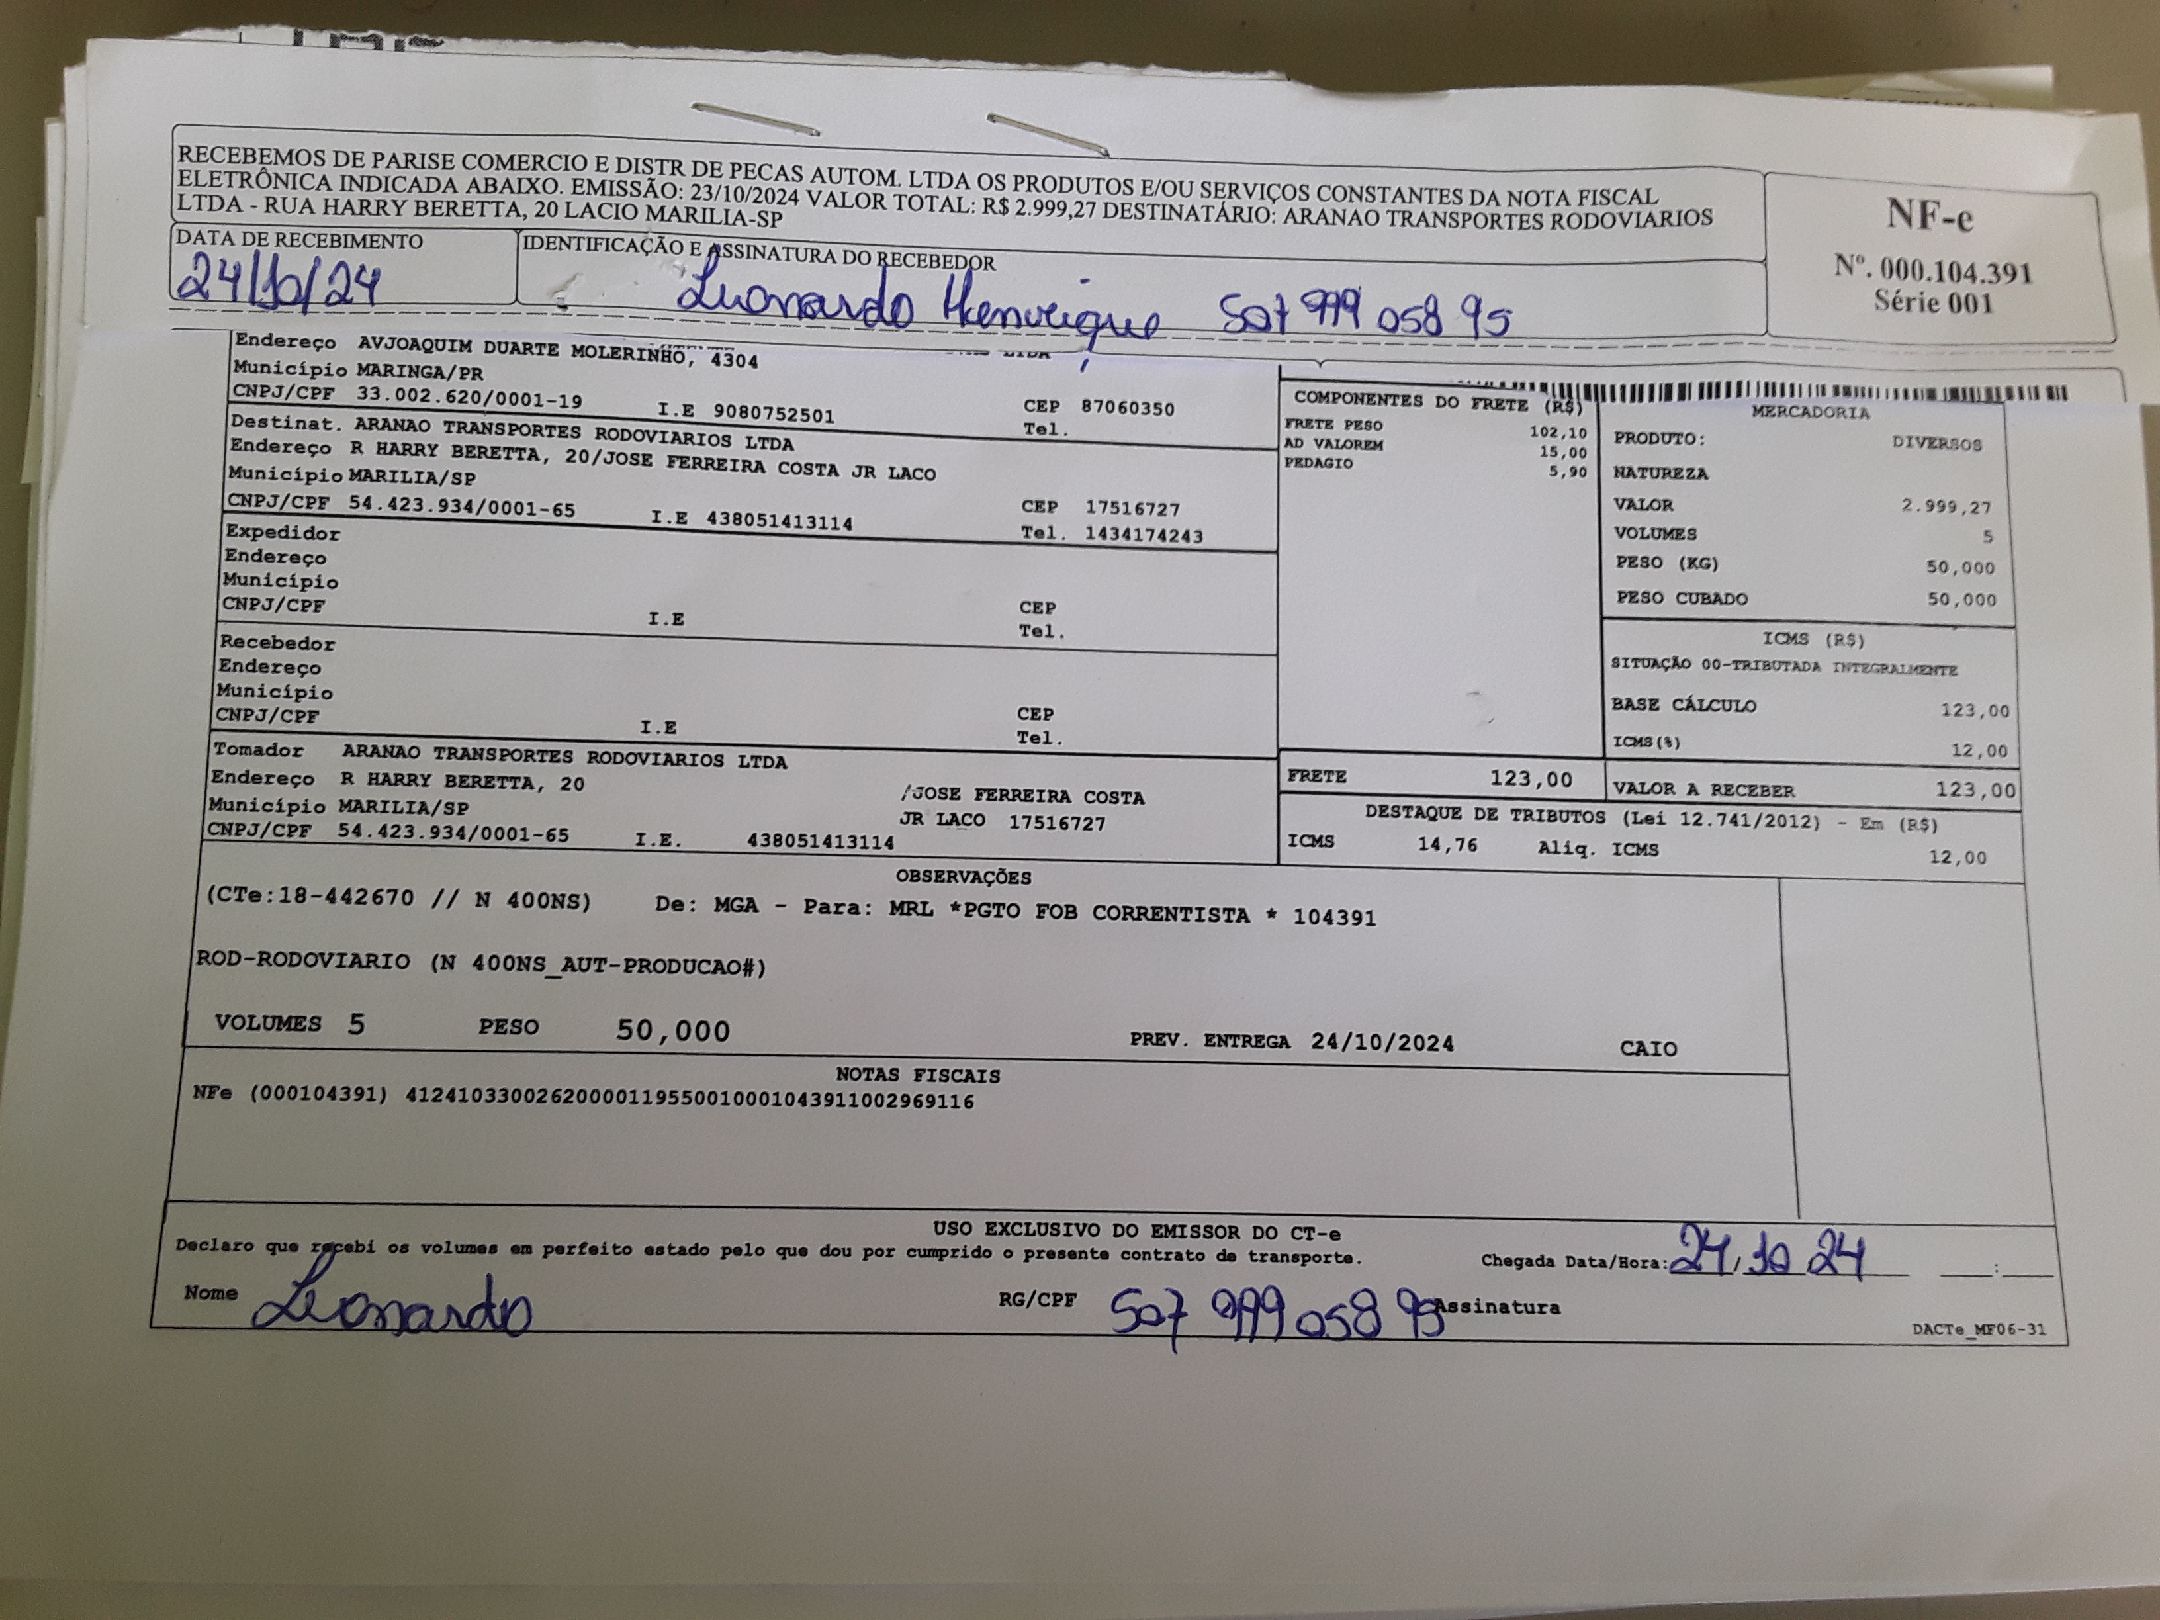 RECEBEMOS DE PARISE COMERCIO E DISTR DE PECAS AUTOM. LTDA OS PRODUTOS E/OU SERVIÇOS CONSTANTES DA NOTA FISCAL
ELETRÔNICA INDICADA ABAIXO. EMISSÃO: 23/10/2024 VALOR TOTAL: R$ 2.999,27 DESTINATÁRIO: ARANAO TRANSPORTES RODOVIARIOS
LTDA - RUA HARRY BERETTA, 20 LACIO MARILIA-SP
NF-e
Nº. 000.104.391
Série 001
DATA DE RECEBIMENTO
24/10/24
IDENTIFICAÇÃO E ASSINATURA DO RECEBEDOR
Leonardo Henrique 507 999 058 95
Endereço AVJOAQUIM DUARTE MOLERINHO, 4304
Município MARINGA/PR
CNPJ/CPF 33.002.620/0001-19 I.E 9080752501 CEP 87060350
Tel.
Destinat. ARANAO TRANSPORTES RODOVIARIOS LTDA
Endereço R HARRY BERETTA, 20/JOSE FERREIRA COSTA JR LACO
Município MARILIA/SP
CNPJ/CPF 54.423.934/0001-65 I.E 438051413114 CEP 17516727
Tel. 1434174243
Expedidor
Endereço
Município
CNPJ/CPF I.E CEP
Tel.
Recebedor
Endereço
Município
CNPJ/CPF I.E CEP
Tel.
Tomador ARANAO TRANSPORTES RODOVIARIOS LTDA
Endereço R HARRY BERETTA, 20 /JOSE FERREIRA COSTA
Município MARILIA/SP JR LACO 17516727
CNPJ/CPF 54.423.934/0001-65 I.E. 438051413114
COMPONENTES DO FRETE (R$)
FRETE PESO 102,10
AD VALOREM 15,00
PEDAGIO 5,90
MERCADORIA
PRODUTO: DIVERSOS
NATUREZA
VALOR 2.999,27
VOLUMES 5
PESO (KG) 50,000
PESO CUBADO 50,000
ICMS (R$)
SITUAÇÃO 00-TRIBUTADA INTEGRALMENTE
BASE CÁLCULO 123,00
ICMS(%) 12,00
FRETE 123,00 VALOR A RECEBER 123,00
DESTAQUE DE TRIBUTOS (Lei 12.741/2012) - Em (R$)
ICMS 14,76 Aliq. ICMS 12,00
OBSERVAÇÕES
(CTe:18-442670 // N 400NS) De: MGA - Para: MRL *PGTO FOB CORRENTISTA * 104391
ROD-RODOVIARIO (N 400NS_AUT-PRODUCAO#)
VOLUMES 5 PESO 50,000 PREV. ENTREGA 24/10/2024 CAIO
NOTAS FISCAIS
NFe (000104391) 41241033002620000119550010001043911002969116
USO EXCLUSIVO DO EMISSOR DO CT-e
Declaro que recebi os volumes em perfeito estado pelo que dou por cumprido o presente contrato de transporte. Chegada Data/Hora: 24/10 24 :
Nome Leonardo RG/CPF 507 999 058 95 Assinatura
DACTe_MF06-31